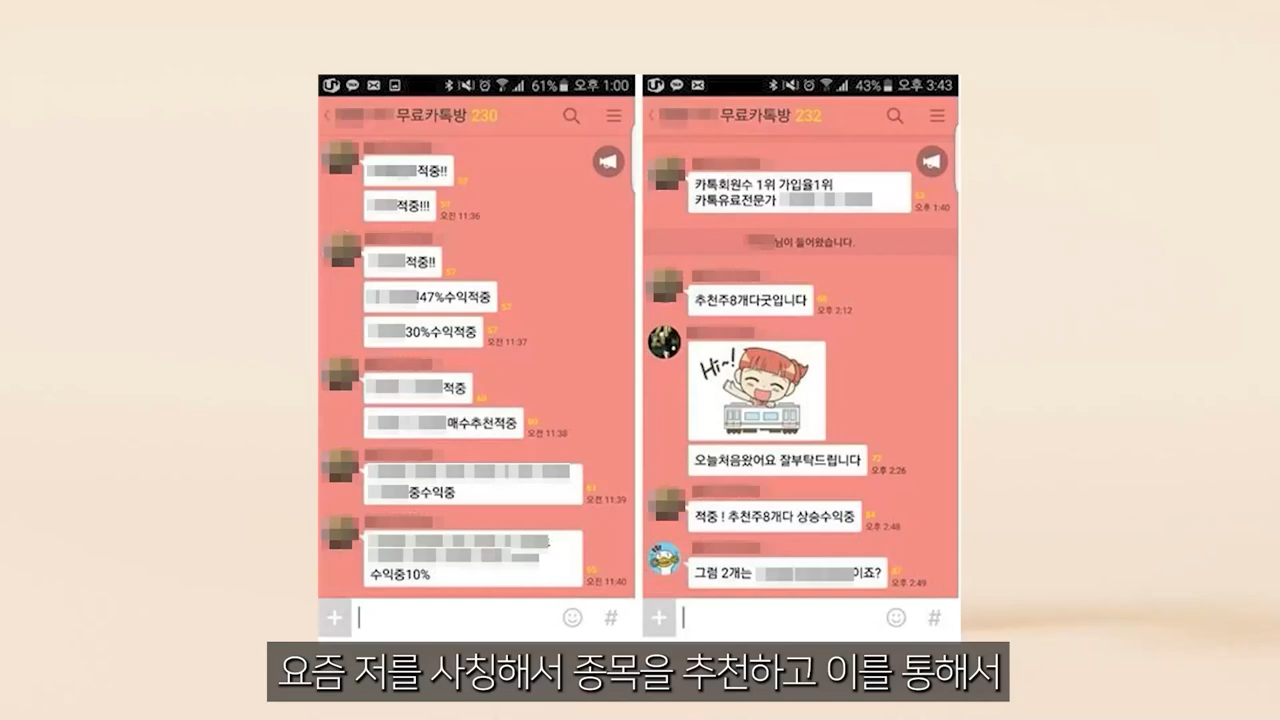 61% 오후 1:00
무료카톡방 230
적중!!
37
적중!!!
오전 11:36
적중!!
57
!47%수익적중
57
30%수익적중
57
오전 11:37
적중
매수추천적중
오전 11:38
중수익중
61
오전 11:39
수익중10%
오전 11:40
+
#
43% 오후 3:43
무료카톡방 232
카톡회원수 1위 가입율1위
카톡유료전문가
오후 1:40
님이 들어왔습니다.
추천주8개다굿입니다
오후 2:12
Hi~!
오늘처음왔어요 잘부탁드립니다
72
오후 2:26
적중 ! 추천주8개다 상승수익중
오후 2:48
그럼 2개는
이죠?
오후 2:49
+
#
요즘 저를 사칭해서 종목을 추천하고 이를 통해서